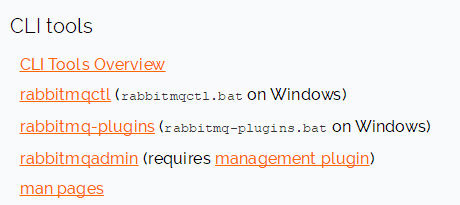 CLI tools
CLI Tools Overview
rabbitmqctl (rabbitmqctl.bat on Windows)
rabbitmq-plugins (rabbitmq-plugins.bat on Windows)
rabbitmqadmin (requires management plugin)
man pages